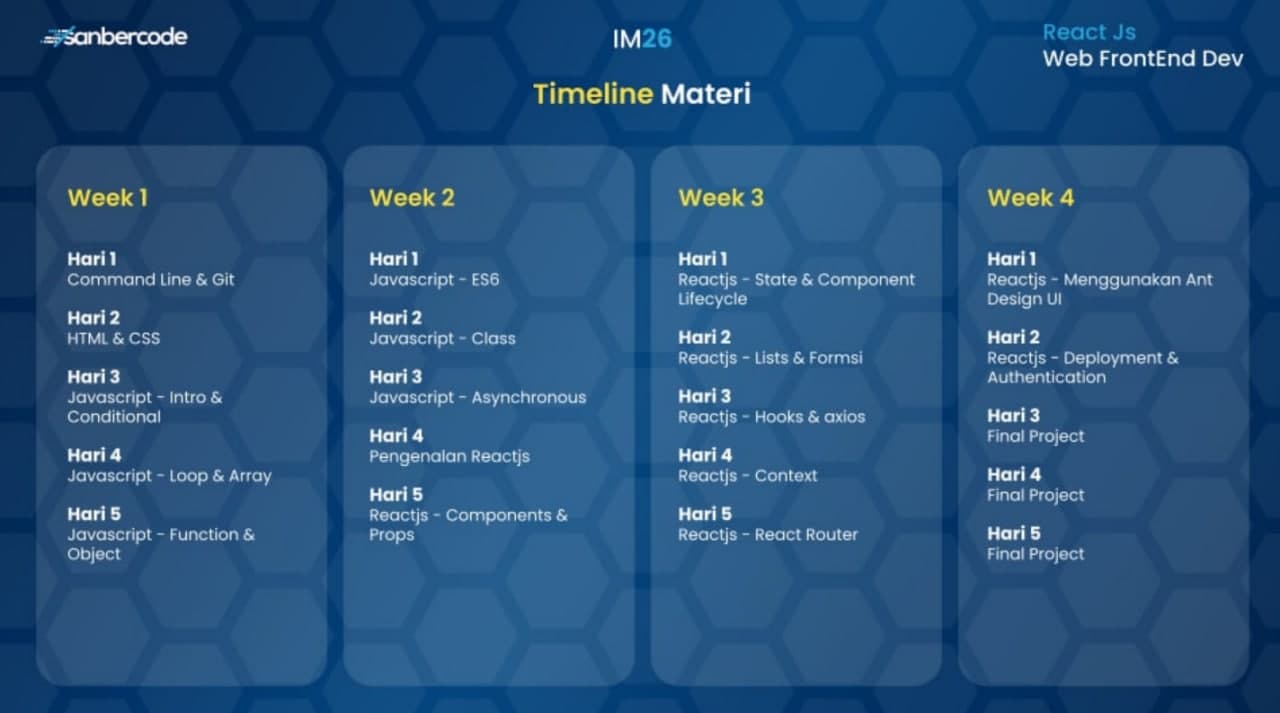 sanbercode
IM26
React Js
Web FrontEnd Dev
Timeline Materi
Week 1
Hari 1
Command Line & Git
Hari 2
HTML & CSS
Hari 3
Javascript - Intro &
Conditional
Hari 4
Javascript - Loop & Array
Hari 5
Javascript - Function &
Object
Week 2
Hari 1
Javascript - ES6
Hari 2
Javascript - Class
Hari 3
Javascript - Asynchronous
Hari 4
Pengenalan Reactjs
Hari 5
Reactjs - Components &
Props
Week 3
Hari 1
Reactjs - State & Component
Lifecycle
Hari 2
Reactjs - Lists & Formsi
Hari 3
Reactjs - Hooks & axios
Hari 4
Reactjs - Context
Hari 5
Reactjs - React Router
Week 4
Hari 1
Reactjs - Menggunakan Ant
Design UI
Hari 2
Reactjs - Deployment &
Authentication
Hari 3
Final Project
Hari 4
Final Project
Hari 5
Final Project